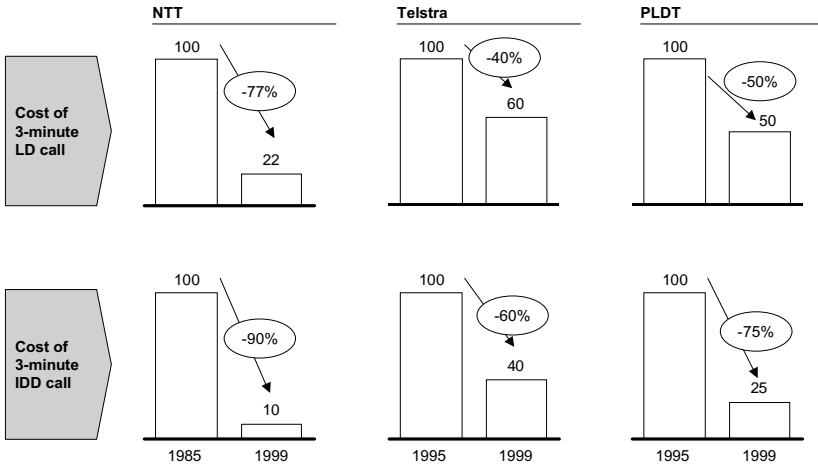 NTT
Telstra
PLDT
Cost of
3-minute
LD call
100
-77%
22
100
-40%
60
100
-50%
50
Cost of
3-minute
IDD call
100
-90%
10
100
-60%
40
100
-75%
25
1985 1999
1995 1999
1995 1999